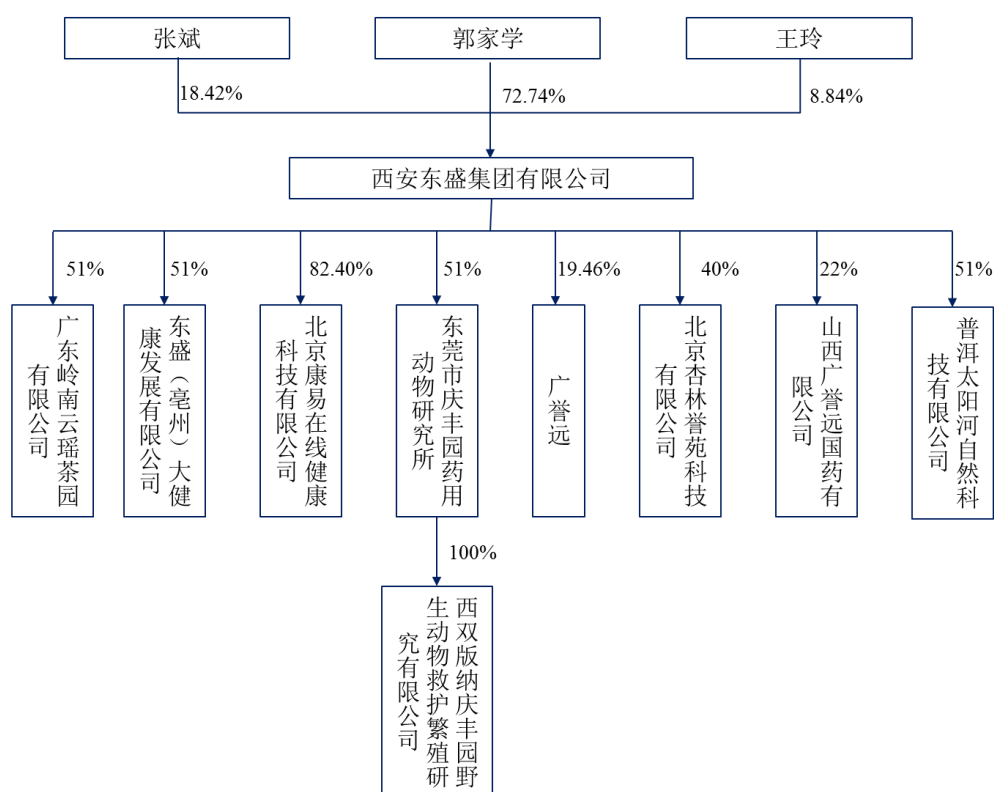 张斌
郭家学
王玲
18.42%
72.74%
8.84%
西安东盛集团有限公司
51%
51%
82.40%
51%
19.46%
40%
22%
51%
广东岭南云瑶茶园
有限公司
东盛（亳州）大健
康发展有限公司
北京康易在线健康
科技有限公司
东莞市庆丰园药用
动物研究所
广誉远
北京杏林誉苑科技
有限公司
山西广誉远国药有
限公司
普洱太阳河自然科
技有限公司
100%
西双版纳庆丰园野
生动物救护繁殖研
究有限公司